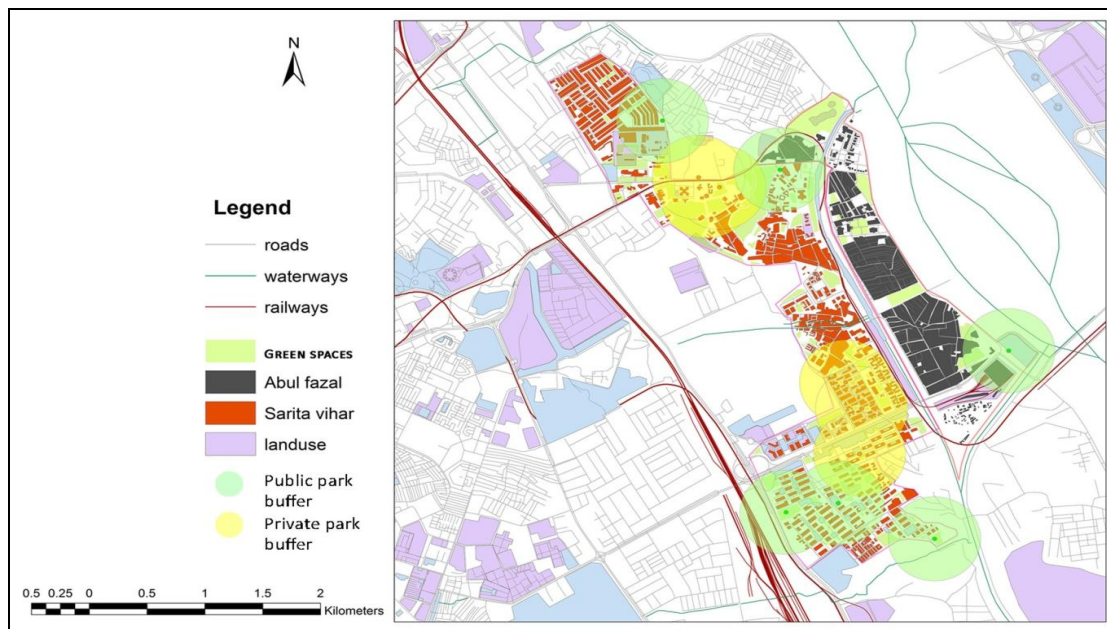 N
Legend
roads
waterways
railways
GREEN SPACES
Abul fazal
Sarita vihar
landuse
Public park
buffer
Private park
buffer
0.5 0.25 0 0.5 1 1.5 2
Kilometers